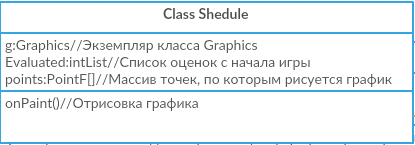 Class Shedule
g:Graphics//Экземпляр класса Graphics
Evaluated:intList//Список оценок с начала игры
points:PointF[]//Массив точек, по которым рисуется график
onPaint()//Отрисовка графика